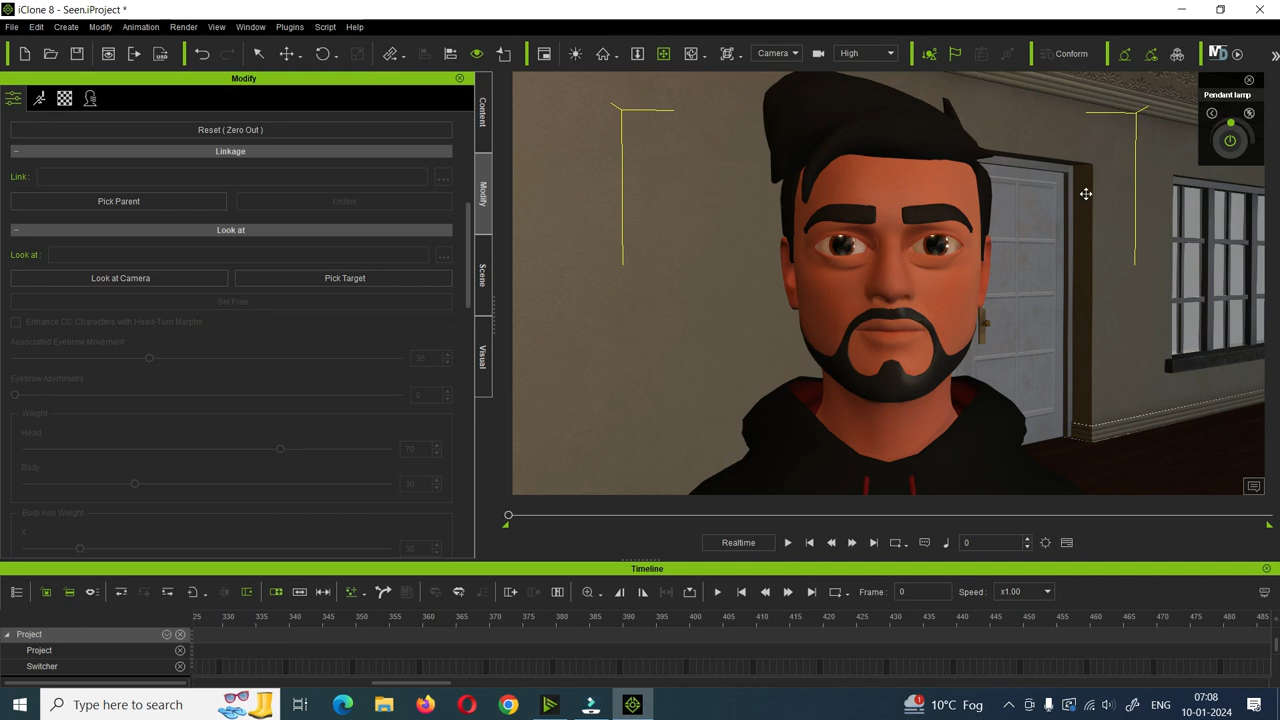 iClone 8 - Seen.iProject *
File Edit Create Modify Animation Render View Window Plugins Script Help
Camera High Conform
Modify
Content
Modify
Scene
Visual
Reset ( Zero Out )
Linkage
Link :
Pick Parent Unlink
Look at
Look at :
Look at Camera Pick Target
Set Free
Enhance CC Characters with Head-Turn Morphs
Associated Eyebrow Movement
38
Eyebrow Asymmetry
0
Weight
Head
70
Body
30
Body Axis Weight
X
30
Pendant lamp
Realtime 0
Timeline
Frame : 0 Speed : x1.00
25 330 335 340 345 350 355 360 365 370 375 380 385 390 395 400 405 410 415 420 425 430 435 440 445 450 455 460 465 470 475 480 485
Project
Project
Switcher
Type here to search
10°C Fog
ENG
07:08
10-01-2024